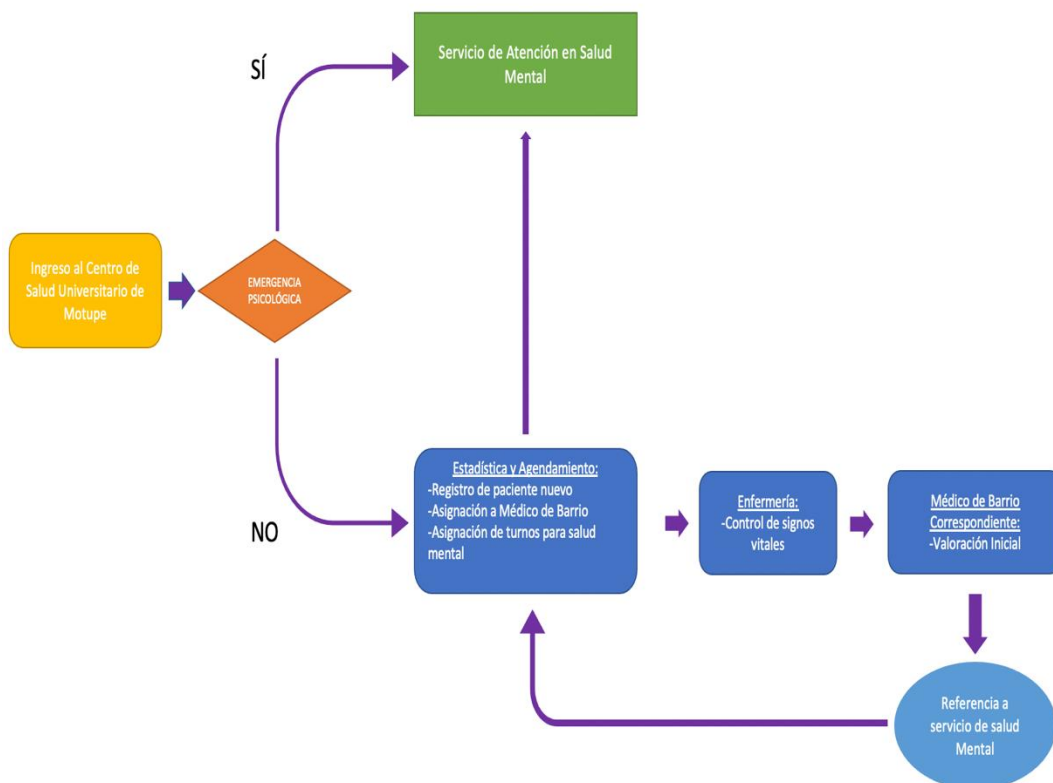 Servicio de Atención en Salud
Mental
SÍ
Ingreso al Centro de
Salud Universitario de
Motupe
EMERGENCIA
PSICOLÓGICA
NO
Estadística y Agendamiento:
-Registro de paciente nuevo
-Asignación a Médico de Barrio
-Asignación de turnos para salud
mental
Enfermería:
-Control de signos
vitales
Médico de Barrio
Correspondiente:
-Valoración Inicial
Referencia a
servicio de salud
Mental